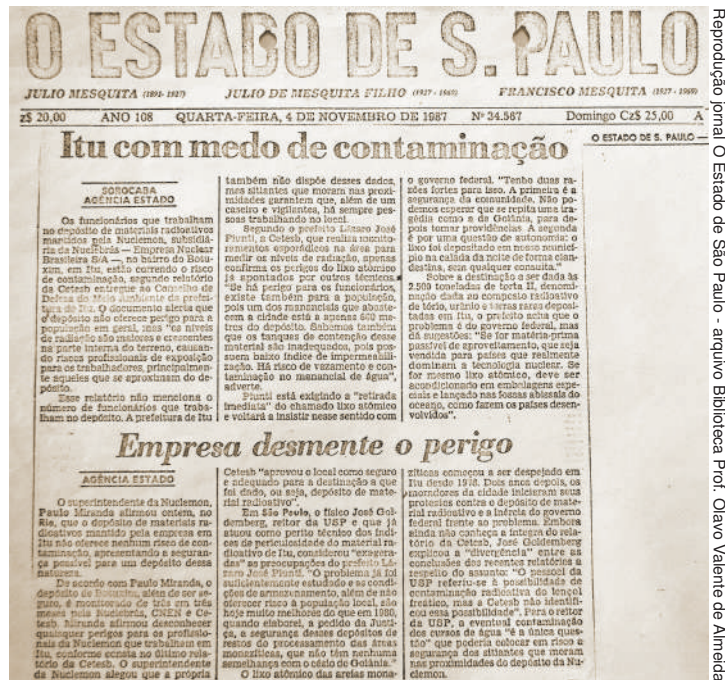 O ESTADO DE S. PAULO
JULIO MESQUITA (1891-1927)
JULIO DE MESQUITA FILHO (1927-1969)
FRANCISCO MESQUITA (1927-1969)
z$ 20,00 ANO 108 QUARTA-FEIRA, 4 DE NOVEMBRO DE 1987 Nº 34.567 Domingo Cz$ 25,00 A
O ESTADO DE S. PAULO —
Itu com medo de contaminação
SOROCABA
AGÊNCIA ESTADO
Os funcionários que trabalham
no depósito de materiais radioativos
mantidos pela Nuclemon, subsidiá-
ria da Nuclebrás — Empresa Nuclear
Brasileira S/A —, no bairro do Botu-
xim, em Itu, estão correndo o risco
de contaminação, segundo relatório
da Cetesb entregue ao Conselho de
Defesa do Meio Ambiente da prefei-
tura de Itu. O documento alerta que
o depósito não oferece perigo para a
população em geral, mas "os níveis
de radiação são maiores e crescentes
na parte interna do terreno, causan-
do riscos profissionais de exposição
para os trabalhadores, principalmen-
te aqueles que se aproximam do de-
pósito.
Esse relatório não menciona o
número de funcionários que traba-
lham no depósito. A prefeitura de Itu
também não dispõe desses dados,
mas sitiantes que moram nas proxi-
midades garantem que, além de um
caseiro e vigilantes, há sempre pes-
soas trabalhando no local.
Segundo o prefeito Lázaro José
Piunti, a Cetesb, que realiza monito-
ramentos esporádicos na área para
medir os níveis de radiação, apenas
confirma os perigos do lixo atômico
já apontados por outros técnicos.
"Se há perigo para os funcionários,
existe também para a população,
pois um dos mananciais que abaste-
cem a cidade está a apenas 600 me-
tros do depósito. Sabemos também
que os tanques de contenção desse
material são inadequados, pois pos-
suem baixo índice de impermeabili-
zação. Há risco de vazamento e con-
taminação no manancial de água",
adverte.
Piunti está exigindo a "retirada
imediata" do chamado lixo atômico
e voltará a insistir nesse sentido com
o governo federal. "Tenho duas ra-
zões fortes para isso. A primeira é a
segurança da comunidade. Não po-
demos esperar que se repita uma tra-
gédia como a de Goiânia, para de-
pois tomar providências. A segunda
é por uma questão de autonomia: o
lixo foi depositado em nosso municí-
pio na calada da noite de forma clan-
destina, sem qualquer consulta."
Sobre a destinação a ser dada às
2.500 toneladas de torta II, denomi-
nação dada ao composto radioativo
de tório, urânio e terras raras deposi-
tadas em Itu, o prefeito acha que o
problema é do governo federal, mas
dá sugestões: "Se for matéria-prima
passível de aproveitamento, que seja
vendida para países que realmente
dominam a tecnologia nuclear. Se
for mesmo lixo atômico, deve ser
acondicionado em embalagens espe-
ciais e lançado nas fossas abissais do
oceano, como fazem os países desen-
volvidos".
Empresa desmente o perigo
AGÊNCIA ESTADO
O superintendente da Nuclemon,
Paulo Miranda afirmou ontem, no
Rio, que o depósito de materiais ra-
dioativos mantido pela empresa em
Itu não oferece nenhum risco de con-
taminação, apresentando a seguran-
ça possível para um depósito dessa
natureza.
De acordo com Paulo Miranda, o
depósito de Botuxim, além de ser se-
guro, é monitorado de três em três
meses pela Nuclebrás, CNEN e Ce-
tesb. Miranda afirmou desconhecer
quaisquer perigos para os profissio-
nais da Nuclemon que trabalham em
Itu, conforme consta no último rela-
tório da Cetesb. O superintendente
da Nuclemon alegou que a própria
Cetesb "aprovou o local como seguro
e adequado para a destinação a que
foi dado, ou seja, depósito de mate-
rial radioativo".
Em São Paulo, o físico José Gol-
demberg, reitor da USP e que já
atuou como perito técnico dos índi-
ces de periculosidade do material ra-
dioativo de Itu, considerou "exagera-
das" as preocupações do prefeito Lá-
zaro José Piunti. "O problema já foi
suficientemente estudado e as condi-
ções de armazenamento, além de não
oferecer risco à população local, são
hoje muito melhores do que em 1980,
quando elaborei, a pedido da Justi-
ça, a segurança desses depósitos de
restos do processamento das áreas
monazíticas, que não têm nenhuma
semelhança com o césio de Goiânia."
O lixo atômico das areias mona-
zíticas começou a ser despejado em
Itu desde 1978. Dois anos depois, os
moradores da cidade iniciaram seus
protestos contra o depósito de mate-
rial radioativo e a inércia do governo
federal frente ao problema. Embora
ainda não conheça a íntegra do rela-
tório da Cetesb, José Goldemberg
explicou a "divergência" entre as
conclusões dos recentes relatórios a
respeito do assunto: "O pessoal da
USP referiu-se à possibilidade de
contaminação radioativa do lençol
freático, mas a Cetesb não identifi-
cou essa possibilidade". Para o reitor
da USP, a eventual contaminação
dos cursos de água "é a única ques-
tão" que poderia colocar em risco a
segurança dos sitiantes que moram
nas proximidades do depósito da Nu-
clemon.
Reprodução jornal O Estado de São Paulo - arquivo Biblioteca Prof. Olavo Valente de Almeida